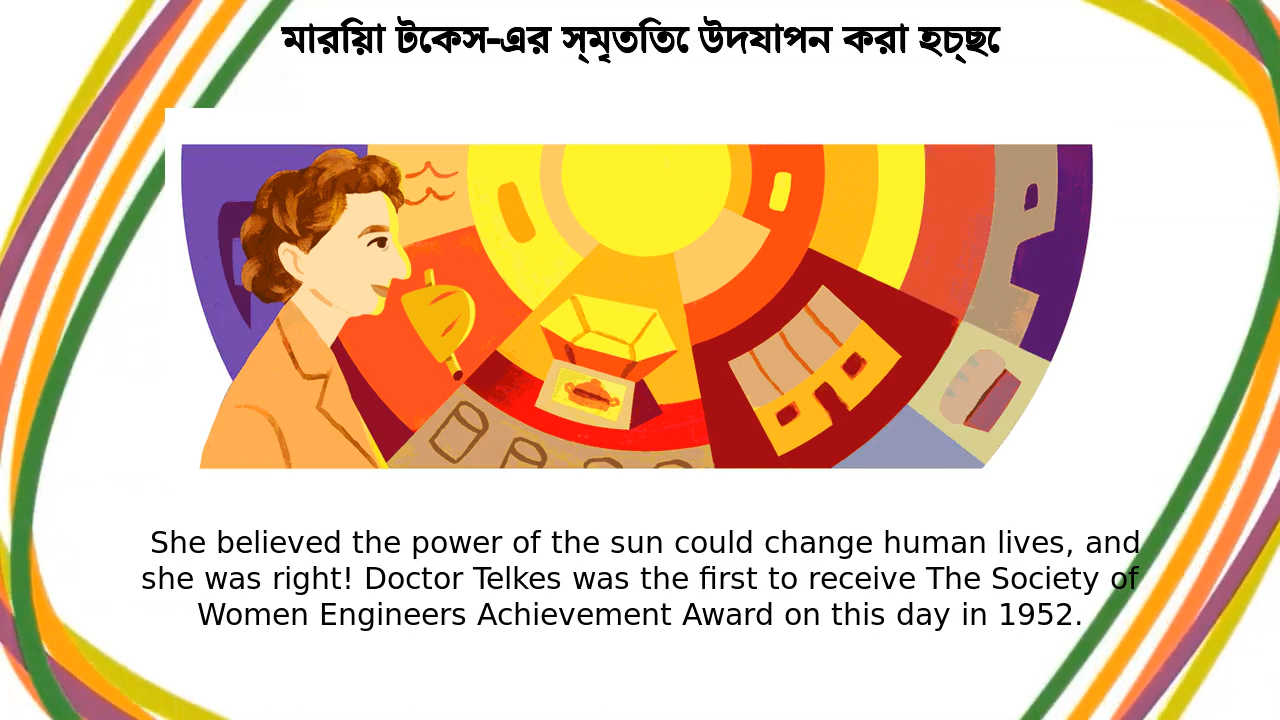 মারিয়া টেকস-এর স্মৃতিতে উদযাপন করা হচ্ছে
She believed the power of the sun could change human lives, and
she was right! Doctor Telkes was the first to receive The Society of
Women Engineers Achievement Award on this day in 1952.